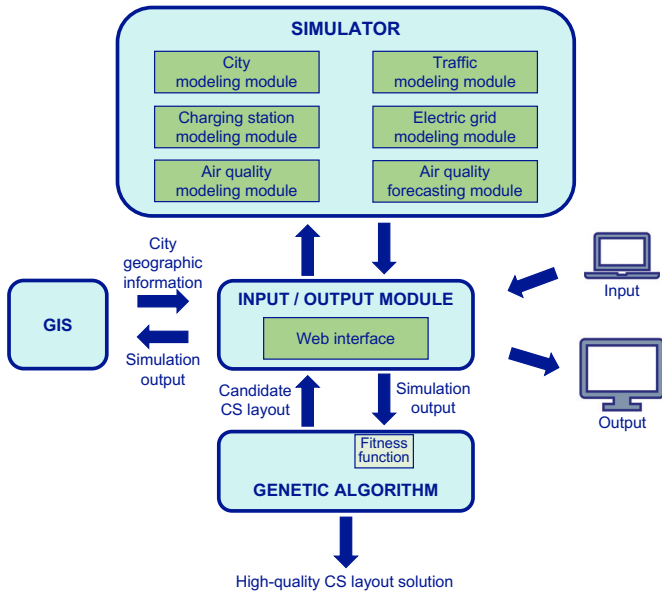 SIMULATOR
City
modeling module
Traffic
modeling module
Charging station
modeling module
Electric grid
modeling module
Air quality
modeling module
Air quality
forecasting module
City
geographic
information
GIS
Simulation
output
INPUT / OUTPUT MODULE
Web interface
Input
Output
Candidate
CS layout
Simulation
output
Fitness
function
GENETIC ALGORITHM
High-quality CS layout solution